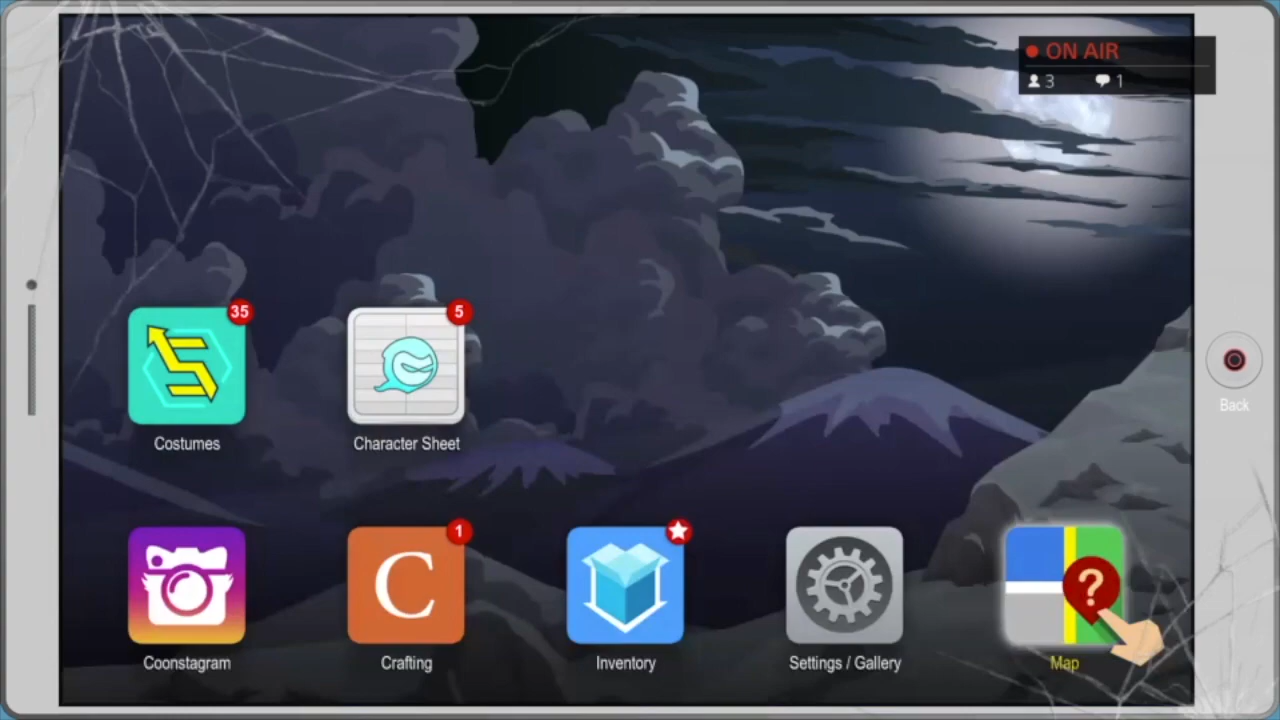 ON AIR
3 1
35
5
Costumes
Character Sheet
Back
1
C
?
Coonstagram
Crafting
Inventory
Settings / Gallery
Map